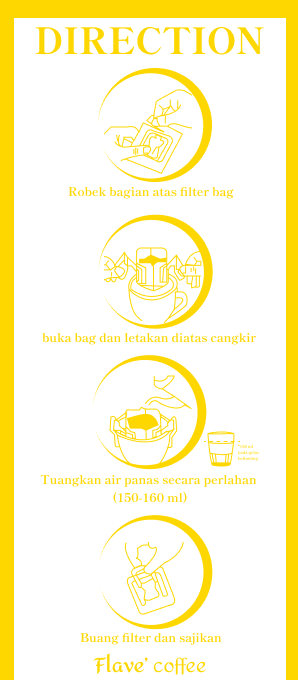 DIRECTION
Robek bagian atas filter bag
buka bag dan letakan diatas cangkir
Tuangkan air panas secara perlahan
(150-160 ml)
Buang filter dan sajikan
Flave' coffee